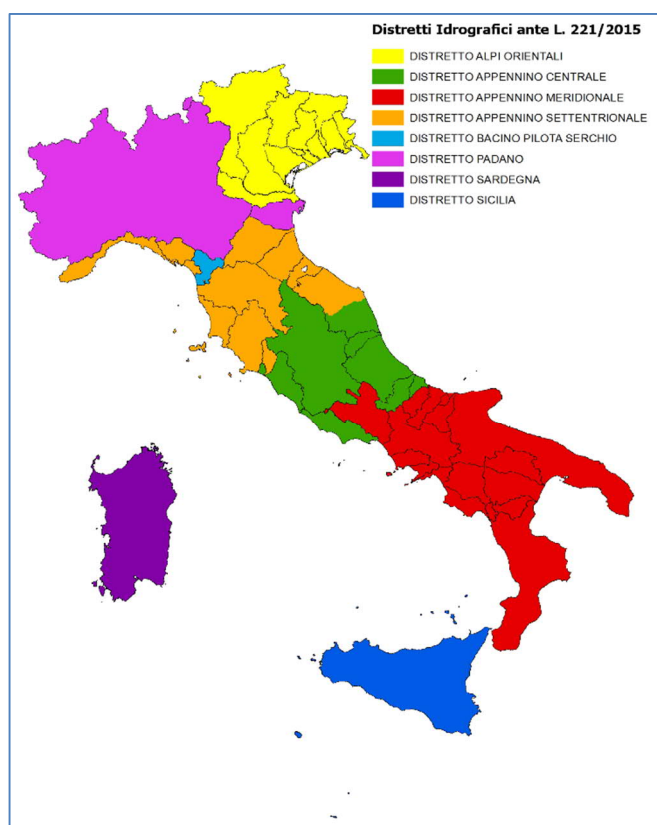 Distretti Idrografici ante L. 221/2015
DISTRETTO ALPI ORIENTALI
DISTRETTO APPENNINO CENTRALE
DISTRETTO APPENNINO MERIDIONALE
DISTRETTO APPENNINO SETTENTRIONALE
DISTRETTO BACINO PILOTA SERCHIO
DISTRETTO PADANO
DISTRETTO SARDEGNA
DISTRETTO SICILIA